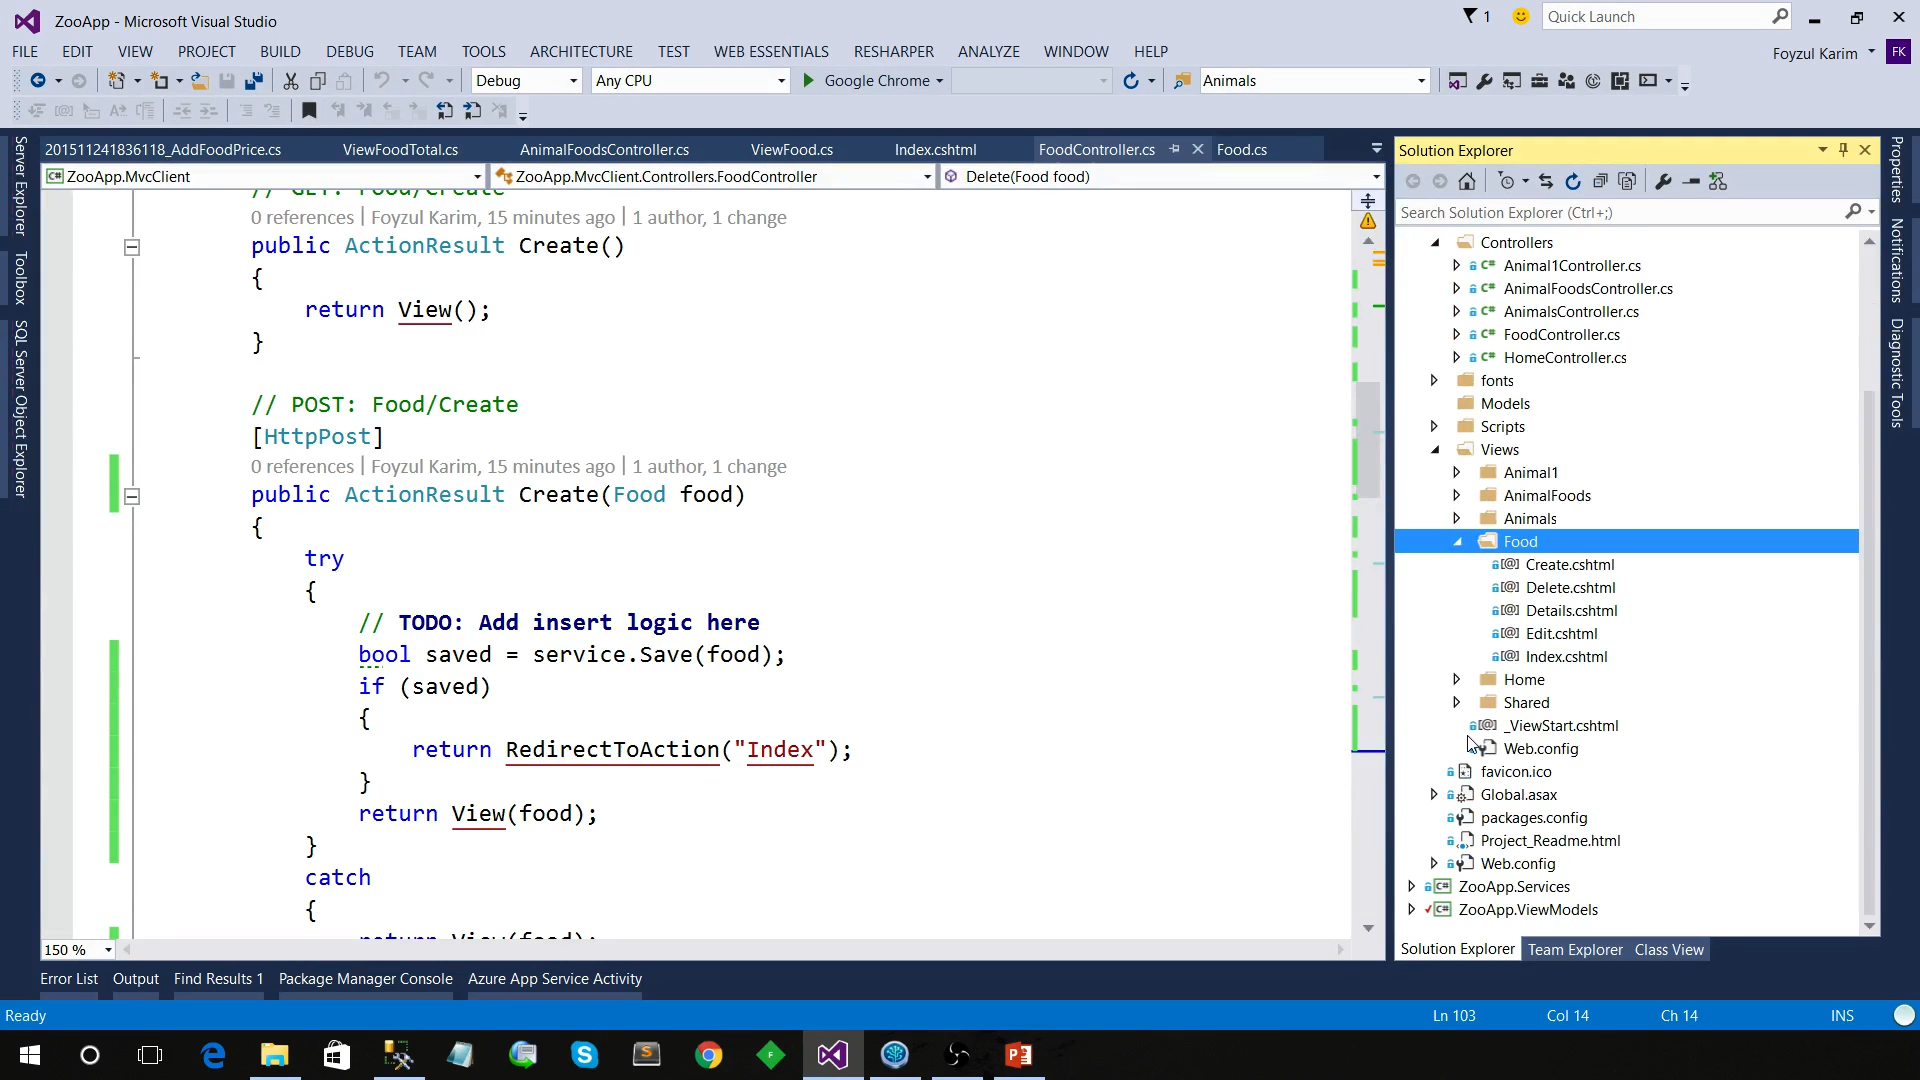 ZooApp - Microsoft Visual Studio
1
Quick Launch
FILE EDIT VIEW PROJECT BUILD DEBUG TEAM TOOLS ARCHITECTURE TEST WEB ESSENTIALS RESHARPER ANALYZE WINDOW HELP
Foyzul Karim FK
Debug Any CPU Google Chrome Animals
201511241836118_AddFoodPrice.cs ViewFoodTotal.cs AnimalFoodsController.cs ViewFood.cs Index.cshtml FoodController.cs Food.cs
ZooApp.MvcClient ZooApp.MvcClient.Controllers.FoodController Delete(Food food)
// GET: Food/Create
0 references | Foyzul Karim, 15 minutes ago | 1 author, 1 change
public ActionResult Create()
{
return View();
}
// POST: Food/Create
[HttpPost]
0 references | Foyzul Karim, 15 minutes ago | 1 author, 1 change
public ActionResult Create(Food food)
{
try
{
// TODO: Add insert logic here
bool saved = service.Save(food);
if (saved)
{
return RedirectToAction("Index");
}
return View(food);
}
catch
{
return View(food);
150 %
Server Explorer
Toolbox
SQL Server Object Explorer
Solution Explorer
Search Solution Explorer (Ctrl+;)
Controllers
C# Animal1Controller.cs
C# AnimalFoodsController.cs
C# AnimalsController.cs
C# FoodController.cs
C# HomeController.cs
fonts
Models
Scripts
Views
Animal1
AnimalFoods
Animals
Food
[@] Create.cshtml
[@] Delete.cshtml
[@] Details.cshtml
[@] Edit.cshtml
[@] Index.cshtml
Home
Shared
[@] _ViewStart.cshtml
Web.config
favicon.ico
Global.asax
packages.config
Project_Readme.html
Web.config
C# ZooApp.Services
C# ZooApp.ViewModels
Solution Explorer Team Explorer Class View
Properties
Notifications
Diagnostic Tools
Error List Output Find Results 1 Package Manager Console Azure App Service Activity
Ready Ln 103 Col 14 Ch 14 INS